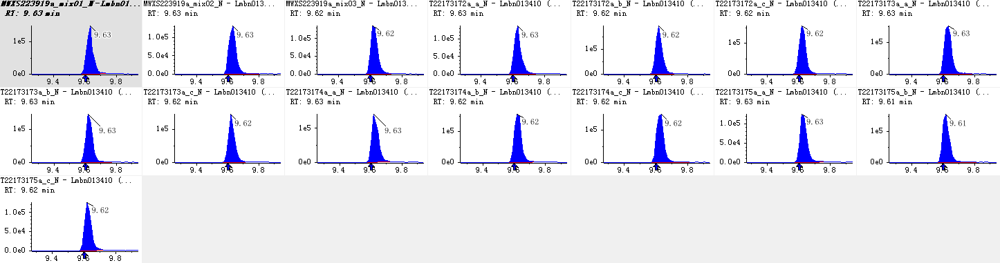 MWXS223919a_mix01_N - Lmbn01...
RT: 9.63 min
9.63
1e5
0e0
9.4 9.6 9.8
MWXS223919a_mix02_N - Lmbn013...
RT: 9.63 min
9.63
1.0e5
5.0e4
0.0e0
9.4 9.6 9.8
MWXS223919a_mix03_N - Lmbn013...
RT: 9.62 min
9.62
1.0e5
5.0e4
0.0e0
9.4 9.6 9.8
T22173172a_a_N - Lmbn013410 (...
RT: 9.63 min
9.63
1e5
0e0
9.4 9.6 9.8
T22173172a_b_N - Lmbn013410 (...
RT: 9.62 min
9.62
1e5
0e0
9.4 9.6 9.8
T22173172a_c_N - Lmbn013410 (...
RT: 9.62 min
9.62
1e5
0e0
9.4 9.6 9.8
T22173173a_a_N - Lmbn013410 (...
RT: 9.63 min
9.63
1e5
0e0
9.4 9.6 9.8
T22173173a_b_N - Lmbn013410 (...
RT: 9.63 min
9.63
1e5
0e0
9.4 9.6 9.8
T22173173a_c_N - Lmbn013410 (...
RT: 9.62 min
9.62
1e5
0e0
9.4 9.6 9.8
T22173174a_a_N - Lmbn013410 (...
RT: 9.63 min
9.63
1e5
0e0
9.4 9.6 9.8
T22173174a_b_N - Lmbn013410 (...
RT: 9.62 min
9.62
1e5
0e0
9.4 9.6 9.8
T22173174a_c_N - Lmbn013410 (...
RT: 9.62 min
9.62
1e5
0e0
9.4 9.6 9.8
T22173175a_a_N - Lmbn013410 (...
RT: 9.63 min
9.63
1.0e5
5.0e4
0.0e0
9.4 9.6 9.8
T22173175a_b_N - Lmbn013410 (...
RT: 9.61 min
9.61
1e5
0e0
9.4 9.6 9.8
T22173175a_c_N - Lmbn013410 (...
RT: 9.62 min
9.62
1.0e5
5.0e4
0.0e0
9.4 9.6 9.8